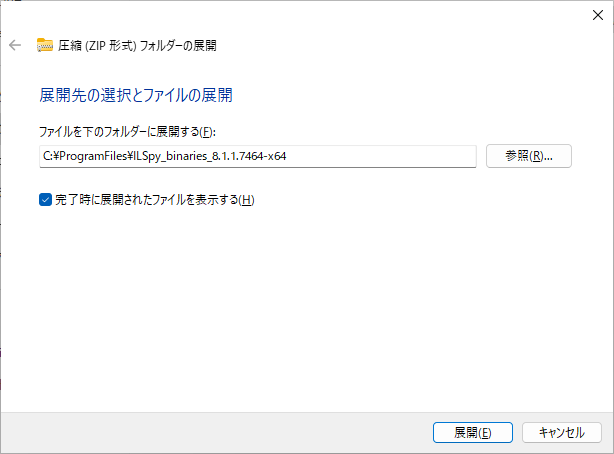 圧縮 (ZIP 形式) フォルダーの展開
展開先の選択とファイルの展開
ファイルを下のフォルダーに展開する(F):
C:¥ProgramFiles¥ILSpy_binaries_8.1.1.7464-x64
参照(R)...
完了時に展開されたファイルを表示する(H)
展開(E)
キャンセル